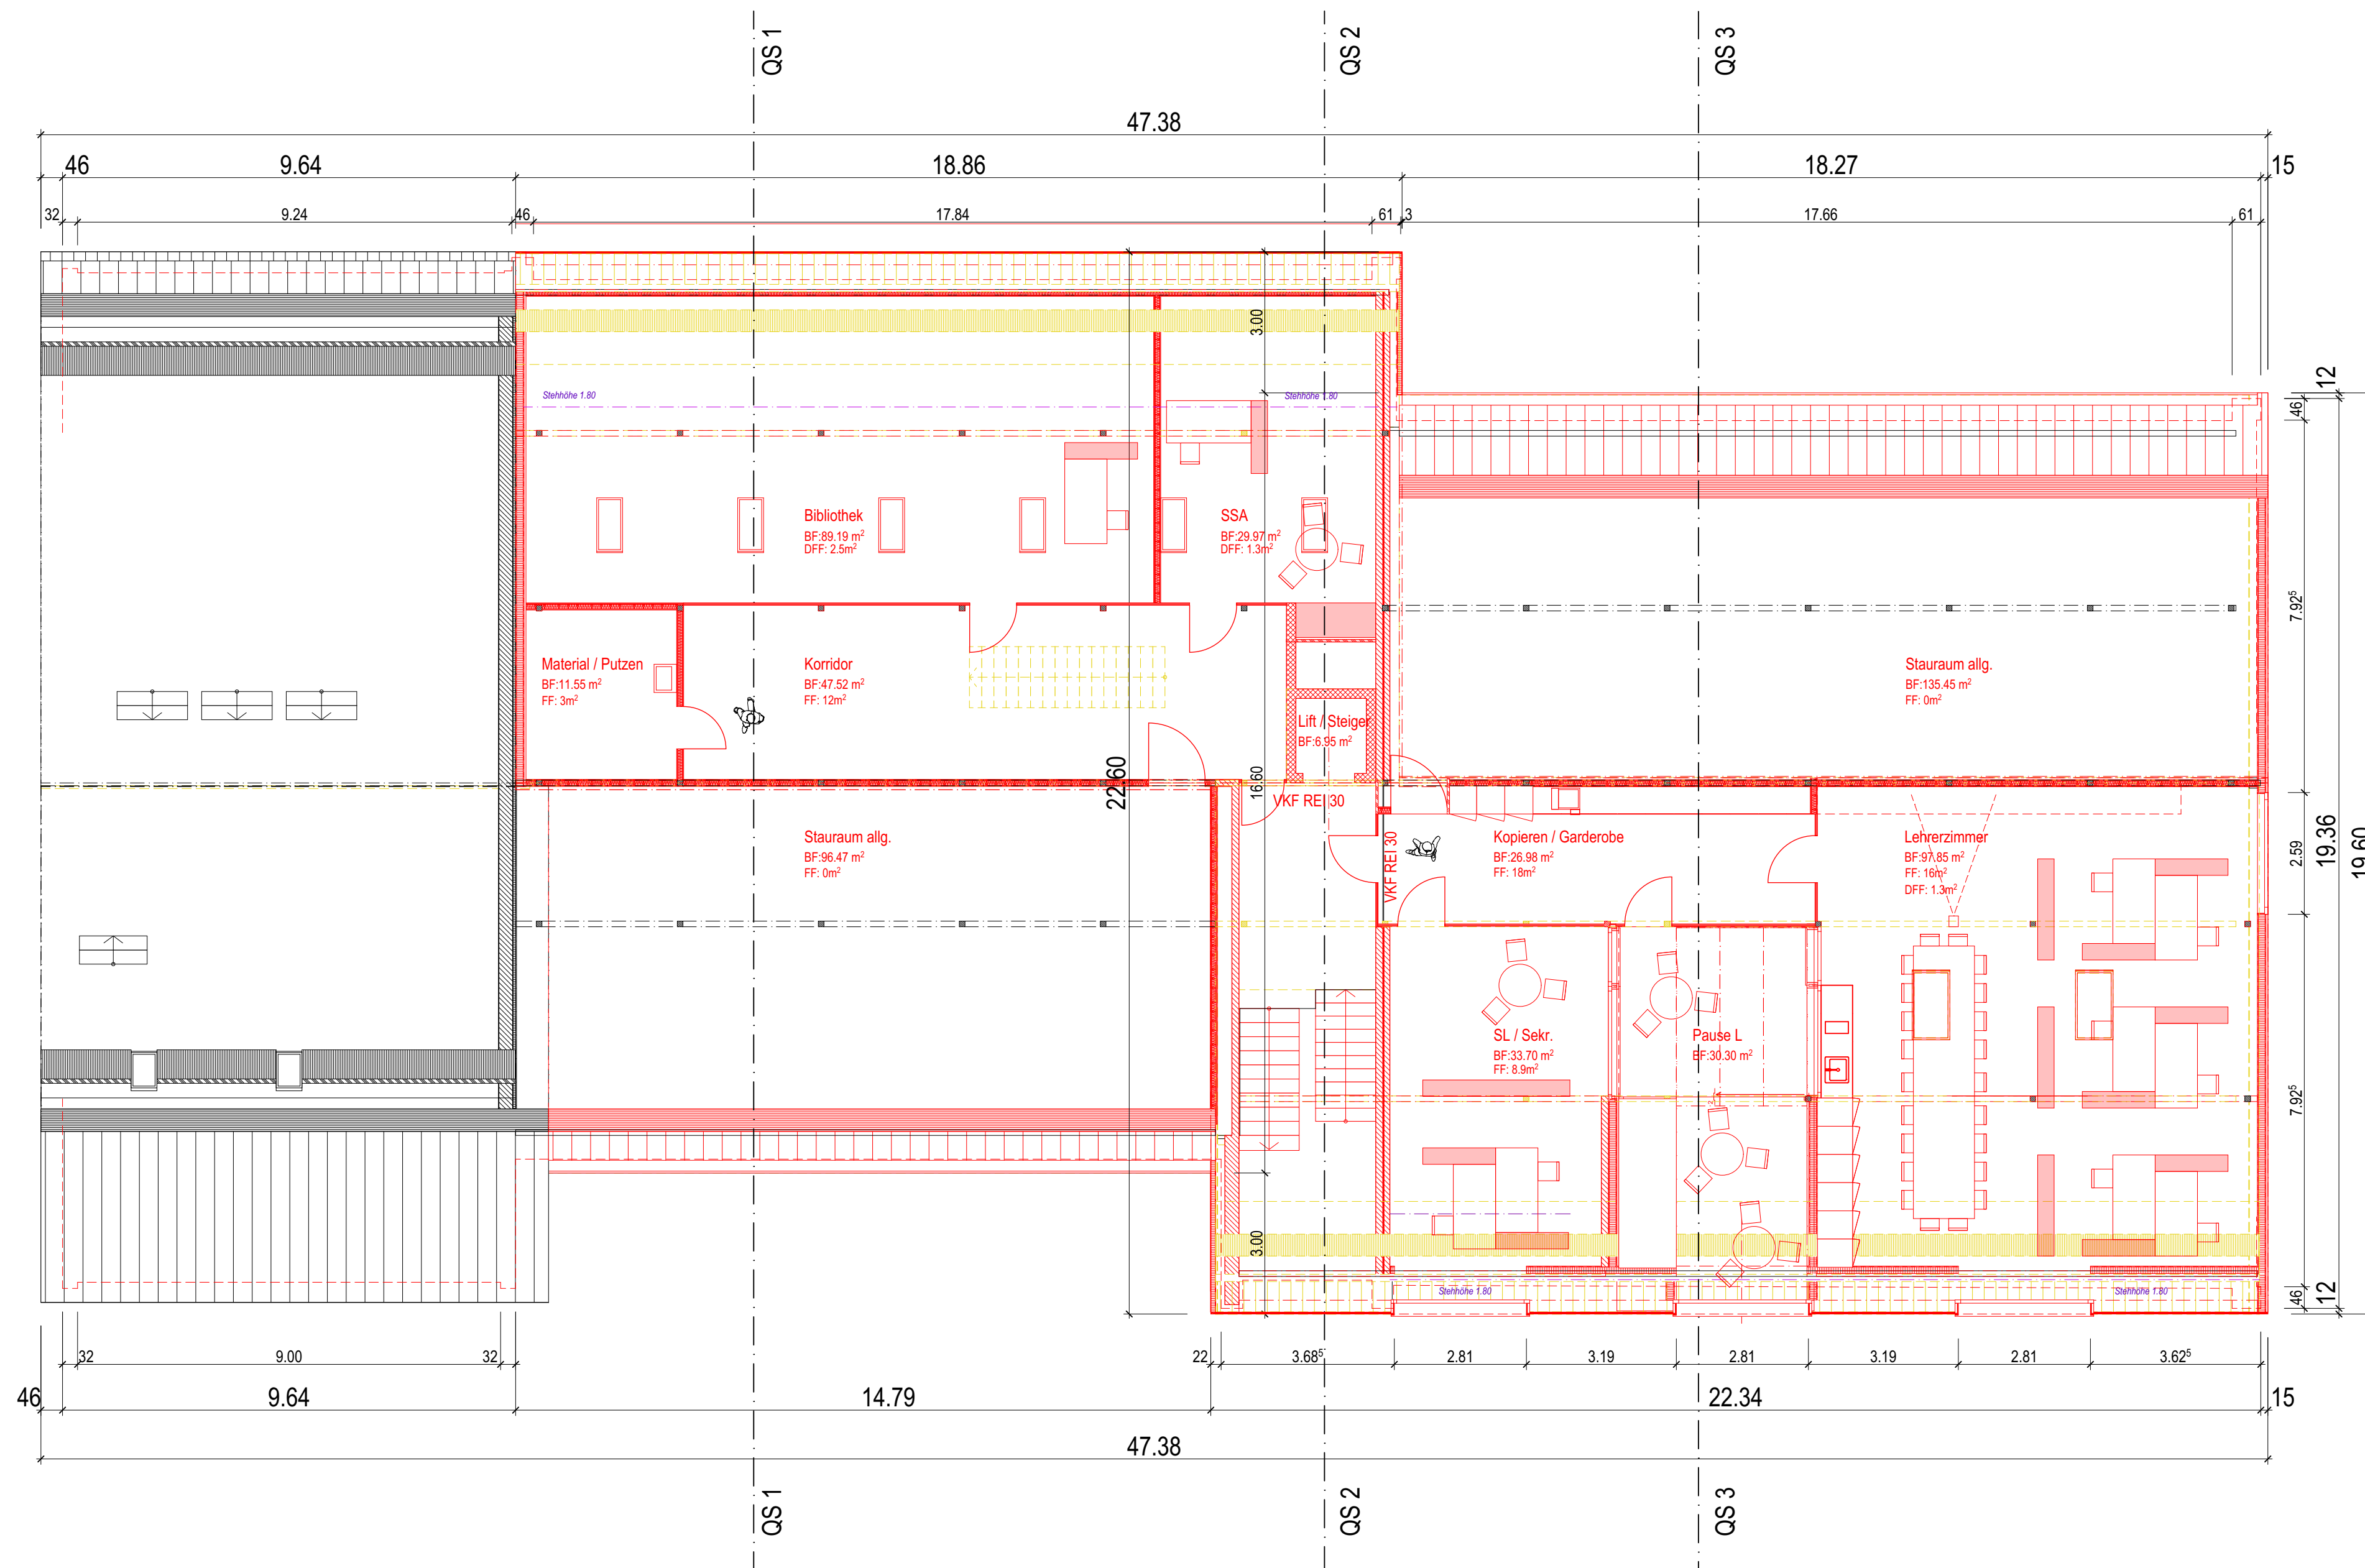 QS 1
QS 2
QS 3
47.38
46
9.64
18.86
18.27
15
32
9.24
46
17.84
61
3
17.66
61
12
46
3.00
Stehhöhe 1.80
Stehhöhe 1.80
Bibliothek
BF:89.19 m²
DFF: 2.5m²
SSA
BF:29.97 m²
DFF: 1.3m²
7.92⁵
Material / Putzen
BF:11.55 m²
FF: 3m²
Korridor
BF:47.52 m²
FF: 12m²
Stauraum allg.
BF:135.45 m²
FF: 0m²
Lift / Steiger
BF:6.95 m²
22.60
16.60
VKF REI 30
VKF REI 30
Stauraum allg.
BF:96.47 m²
FF: 0m²
Kopieren / Garderobe
BF:26.98 m²
FF: 18m²
Lehrerzimmer
BF:97.85 m²
FF: 16m²
DFF: 1.3m²
2.59
19.36
19.60
SL / Sekr.
BF:33.70 m²
FF: 8.9m²
Pause L
BF:30.30 m²
7.92⁵
3.00
Stehhöhe 1.80
Stehhöhe 1.80
46
12
32
9.00
32
22
3.68⁵
2.81
3.19
2.81
3.19
2.81
3.62⁵
46
9.64
14.79
22.34
15
47.38
QS 1
QS 2
QS 3